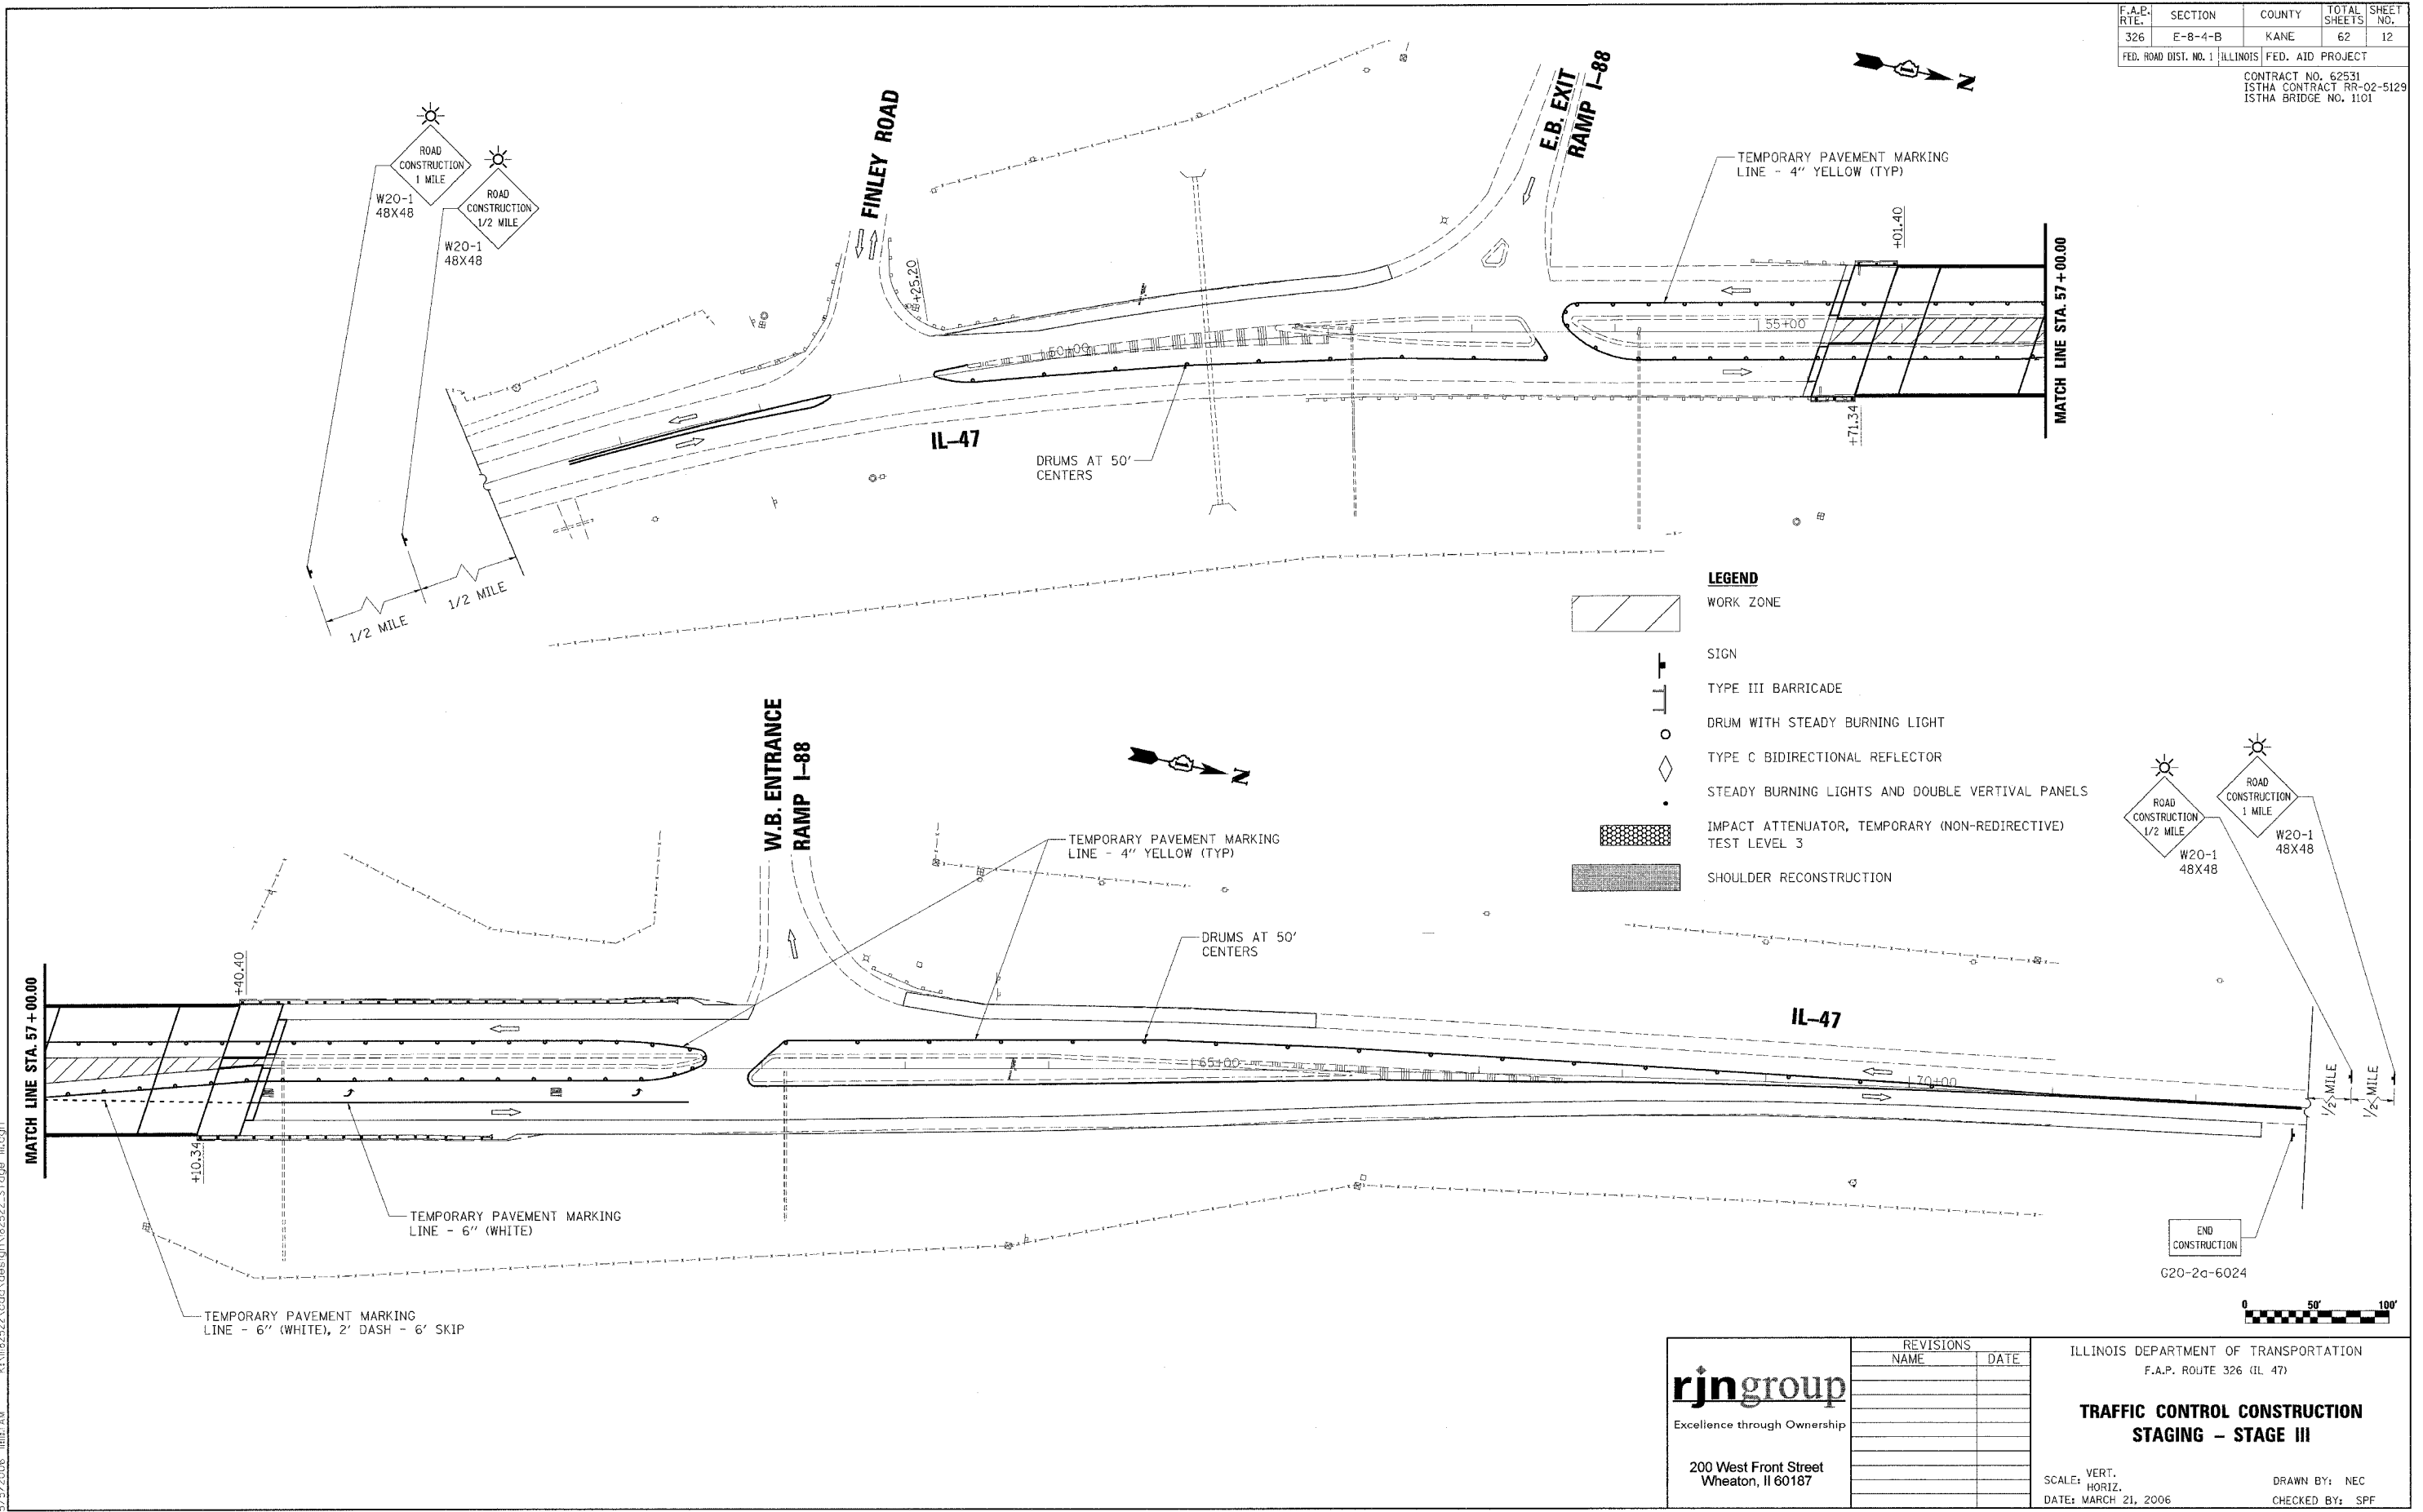 F.A.P. RTE. SECTION COUNTY TOTAL SHEETS SHEET NO.
326 E-8-4-B KANE 62 12
FED. ROAD DIST. NO. 1 ILLINOIS FED. AID PROJECT
CONTRACT NO. 62531
ISTHA CONTRACT RR-02-5129
ISTHA BRIDGE NO. 1101
ROAD
CONSTRUCTION
1 MILE
W20-1
48X48
ROAD
CONSTRUCTION
1/2 MILE
W20-1
48X48
FINLEY ROAD
E.B. EXIT
RAMP I-88
N
TEMPORARY PAVEMENT MARKING
LINE - 4" YELLOW (TYP)
+01.40
+25.20
MATCH LINE STA. 57+00.00
60+00
55+00
+71.34
IL-47
DRUMS AT 50'
CENTERS
1/2 MILE
1/2 MILE
LEGEND
WORK ZONE
SIGN
TYPE III BARRICADE
DRUM WITH STEADY BURNING LIGHT
TYPE C BIDIRECTIONAL REFLECTOR
STEADY BURNING LIGHTS AND DOUBLE VERTIVAL PANELS
IMPACT ATTENUATOR, TEMPORARY (NON-REDIRECTIVE)
TEST LEVEL 3
SHOULDER RECONSTRUCTION
W.B. ENTRANCE
RAMP I-88
N
TEMPORARY PAVEMENT MARKING
LINE - 4" YELLOW (TYP)
DRUMS AT 50'
CENTERS
ROAD
CONSTRUCTION
1/2 MILE
W20-1
48X48
ROAD
CONSTRUCTION
1 MILE
W20-1
48X48
MATCH LINE STA. 57+00.00
+40.40
IL-47
65+00
70+00
1/2 MILE
1/2 MILE
+10.34
TEMPORARY PAVEMENT MARKING
LINE - 6" (WHITE)
TEMPORARY PAVEMENT MARKING
LINE - 6" (WHITE), 2' DASH - 6' SKIP
END
CONSTRUCTION
G20-2a-6024
0 50' 100'
rjngroup
Excellence through Ownership
200 West Front Street
Wheaton, Il 60187
REVISIONS
NAME DATE
ILLINOIS DEPARTMENT OF TRANSPORTATION
F.A.P. ROUTE 326 (IL 47)
TRAFFIC CONTROL CONSTRUCTION
STAGING - STAGE III
SCALE: VERT.
HORIZ.
DATE: MARCH 21, 2006
DRAWN BY: NEC
CHECKED BY: SPF